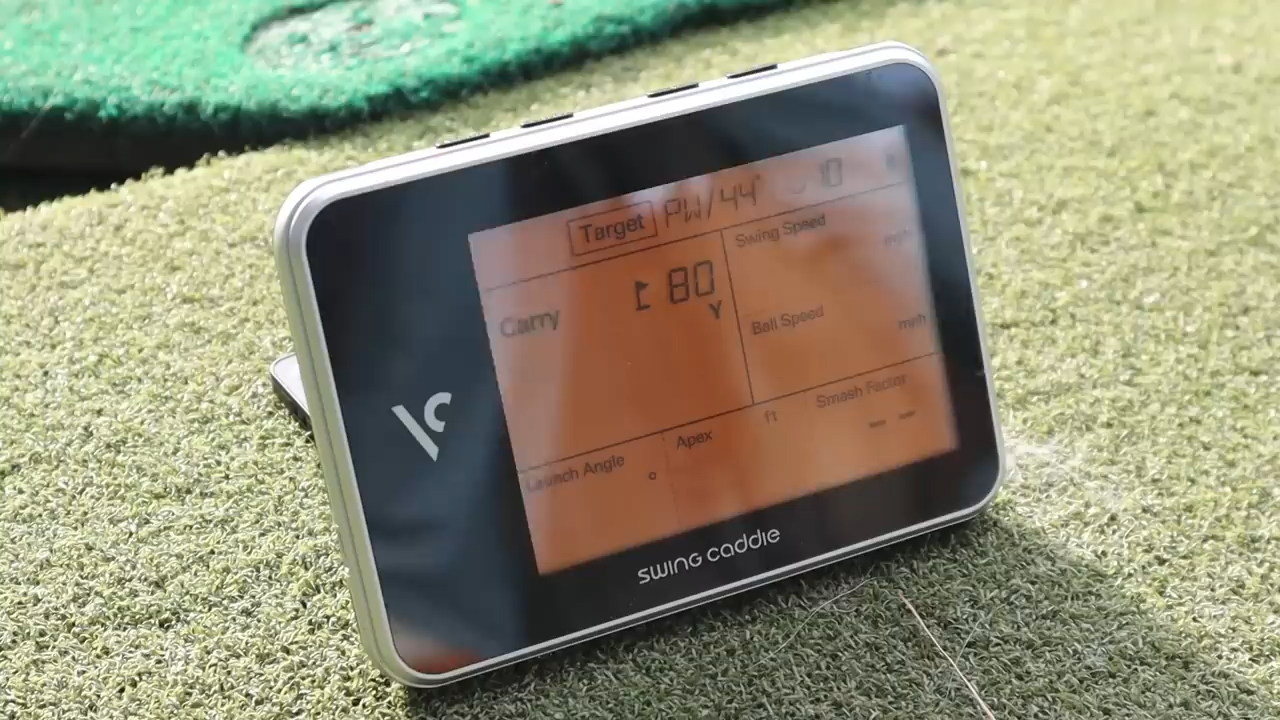 Target PW/44° 10
Carry 80 Y
Swing Speed mph
Ball Speed mph
Launch Angle °
Apex ft
Smash Factor -- 
swing caddie